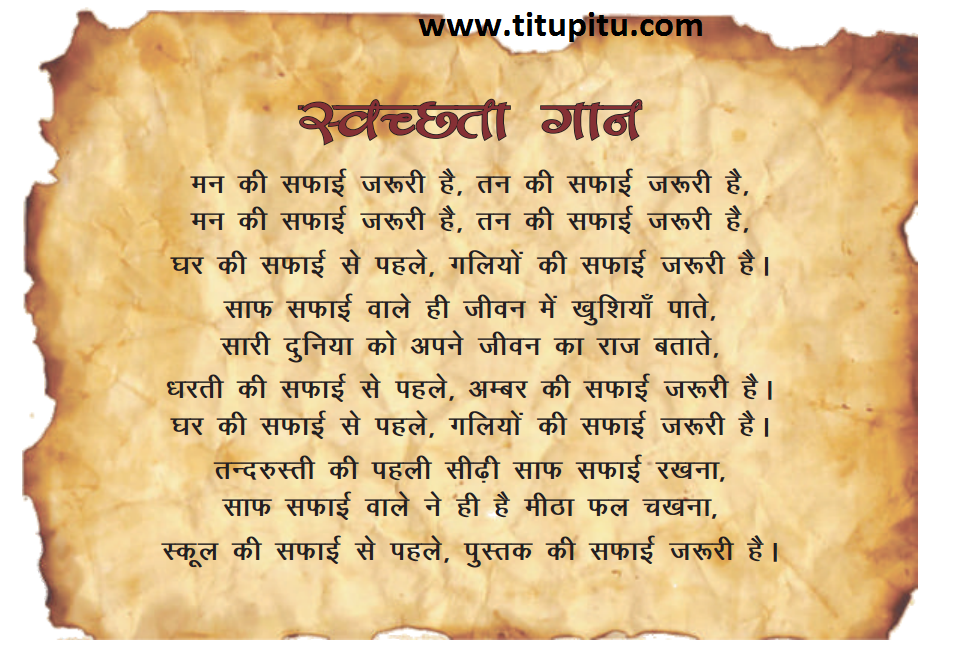 www.titupitu.com
स्वच्छता गान
मन की सफाई जरूरी है, तन की सफाई जरूरी है,
मन की सफाई जरूरी है, तन की सफाई जरूरी है,
घर की सफाई से पहले, गलियों की सफाई जरूरी है।
साफ सफाई वाले ही जीवन में खुशियाँ पाते,
सारी दुनिया को अपने जीवन का राज बताते,
धरती की सफाई से पहले, अम्बर की सफाई जरूरी है।
घर की सफाई से पहले, गलियों की सफाई जरूरी है।
तन्दरुस्ती की पहली सीढ़ी साफ सफाई रखना,
साफ सफाई वाले ने ही है मीठा फल चखना,
स्कूल की सफाई से पहले, पुस्तक की सफाई जरूरी है।